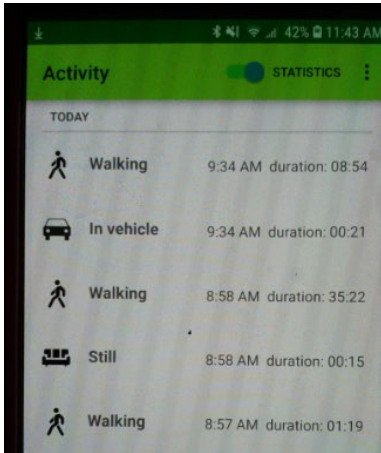 42% 11:43 AM
Activity STATISTICS
TODAY
Walking 9:34 AM duration: 08:54
In vehicle 9:34 AM duration: 00:21
Walking 8:58 AM duration: 35:22
Still 8:58 AM duration: 00:15
Walking 8:57 AM duration: 01:19